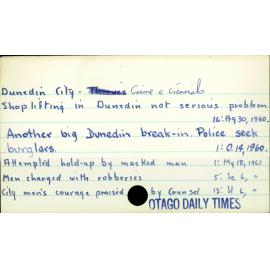 Dunedin City - Thieves Crime & Criminals
Shoplifting in Dunedin not serious problem.
16: Ag 30, 1960.
Another big Dunedin break-in. Police seek
burglars. 1: O. 14, 1960.
Attempted hold-up by masked man 1: My 18, 1961
Men charged with robberies 5: Se 6, "
City men's courage praised by Counsel 13: Sl 6, "
OTAGO DAILY TIMES